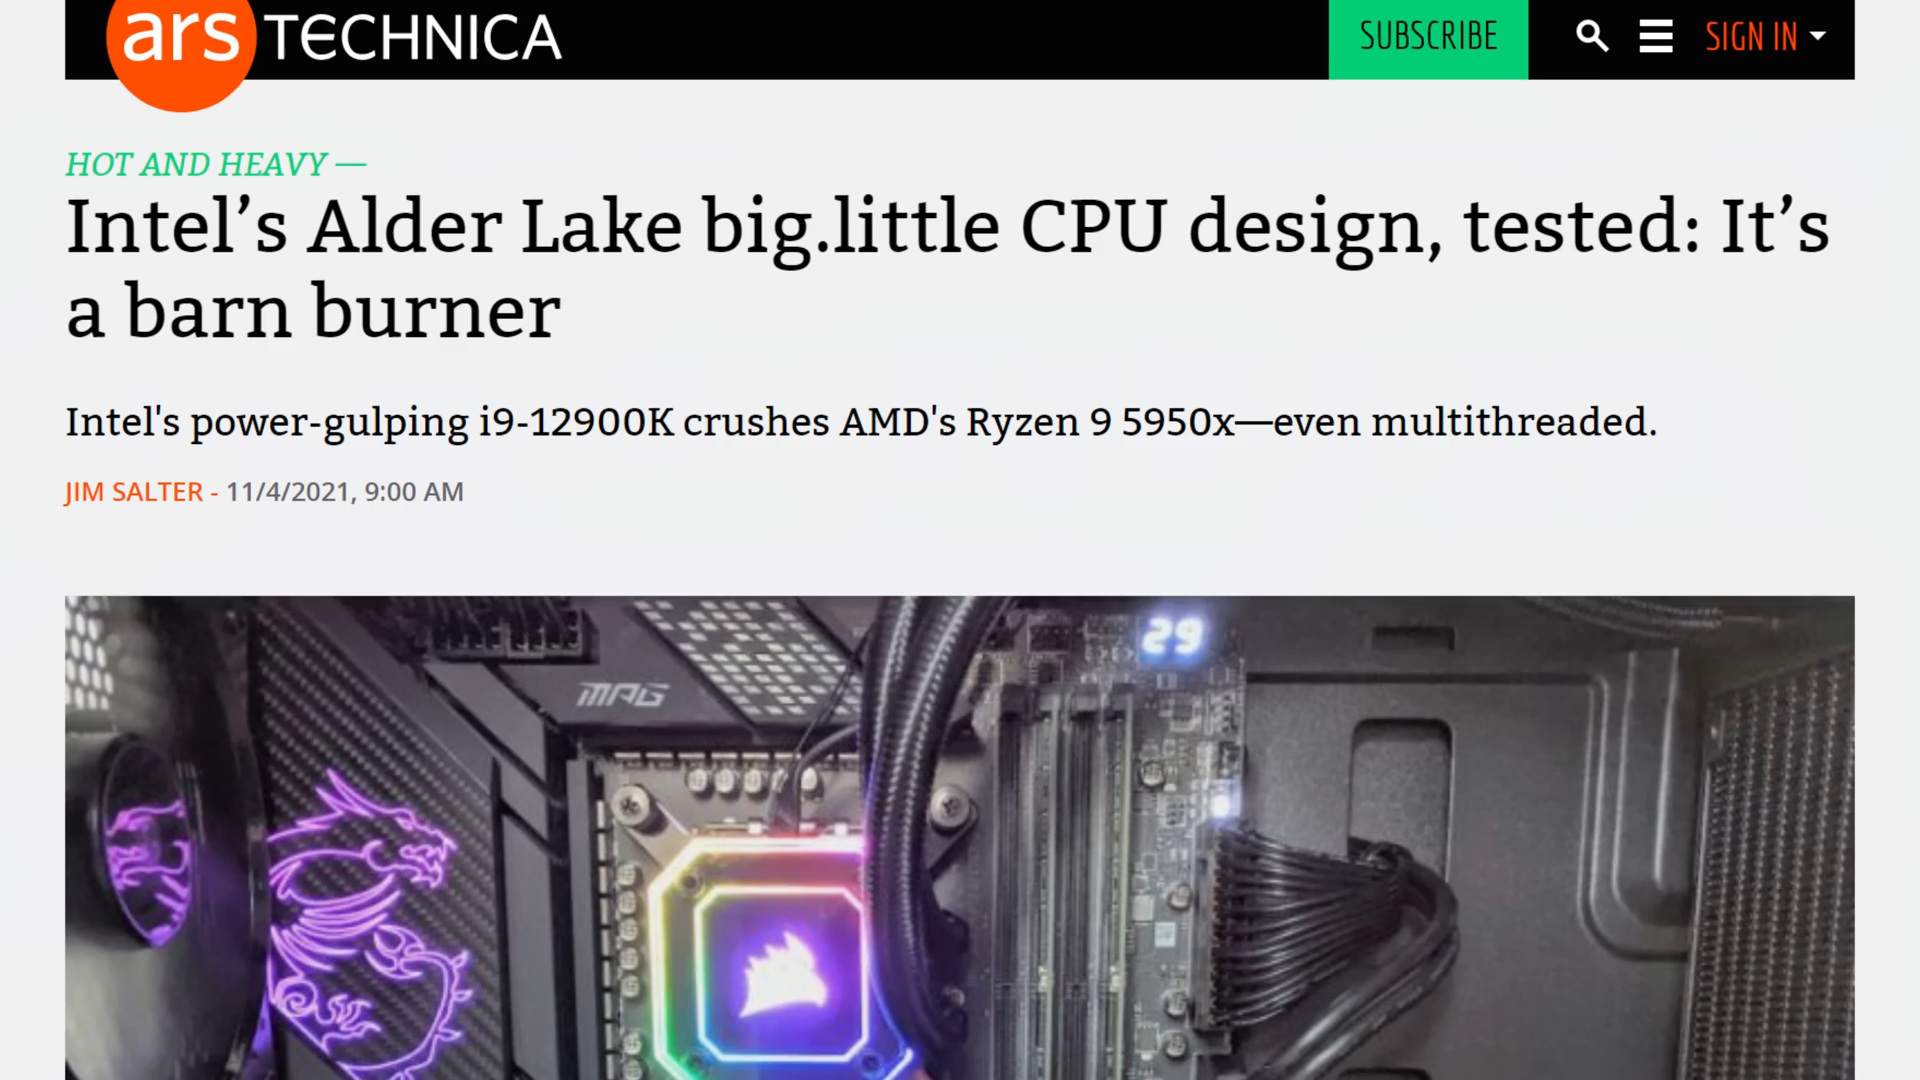 ars TECHNICA
SUBSCRIBE
SIGN IN
HOT AND HEAVY —
Intel’s Alder Lake big.little CPU design, tested: It’s
a barn burner
Intel's power-gulping i9-12900K crushes AMD's Ryzen 9 5950x—even multithreaded.
JIM SALTER - 11/4/2021, 9:00 AM
29
MPG